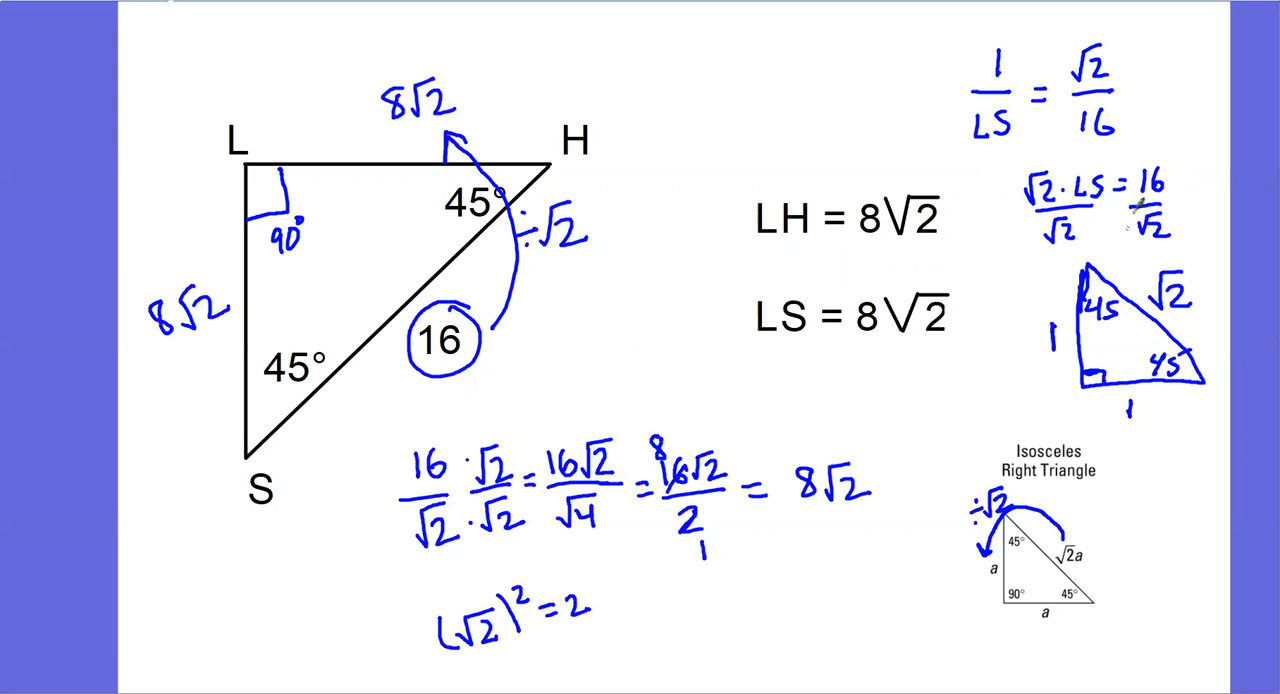 1/LS = √2/16
8√2
L
H
45°
90°
÷√2
LH = 8√2
√2 · LS/√2 = 16/√2
8√2
LS = 8√2
16
45°
S
45
√2
1
45
1
16/√2 · √2/√2 = 16√2/√4 = 16√2/2 = 8√2
8
1
(√2)² = 2
Isosceles
Right Triangle
÷√2
45°
√2a
a
90°
45°
a